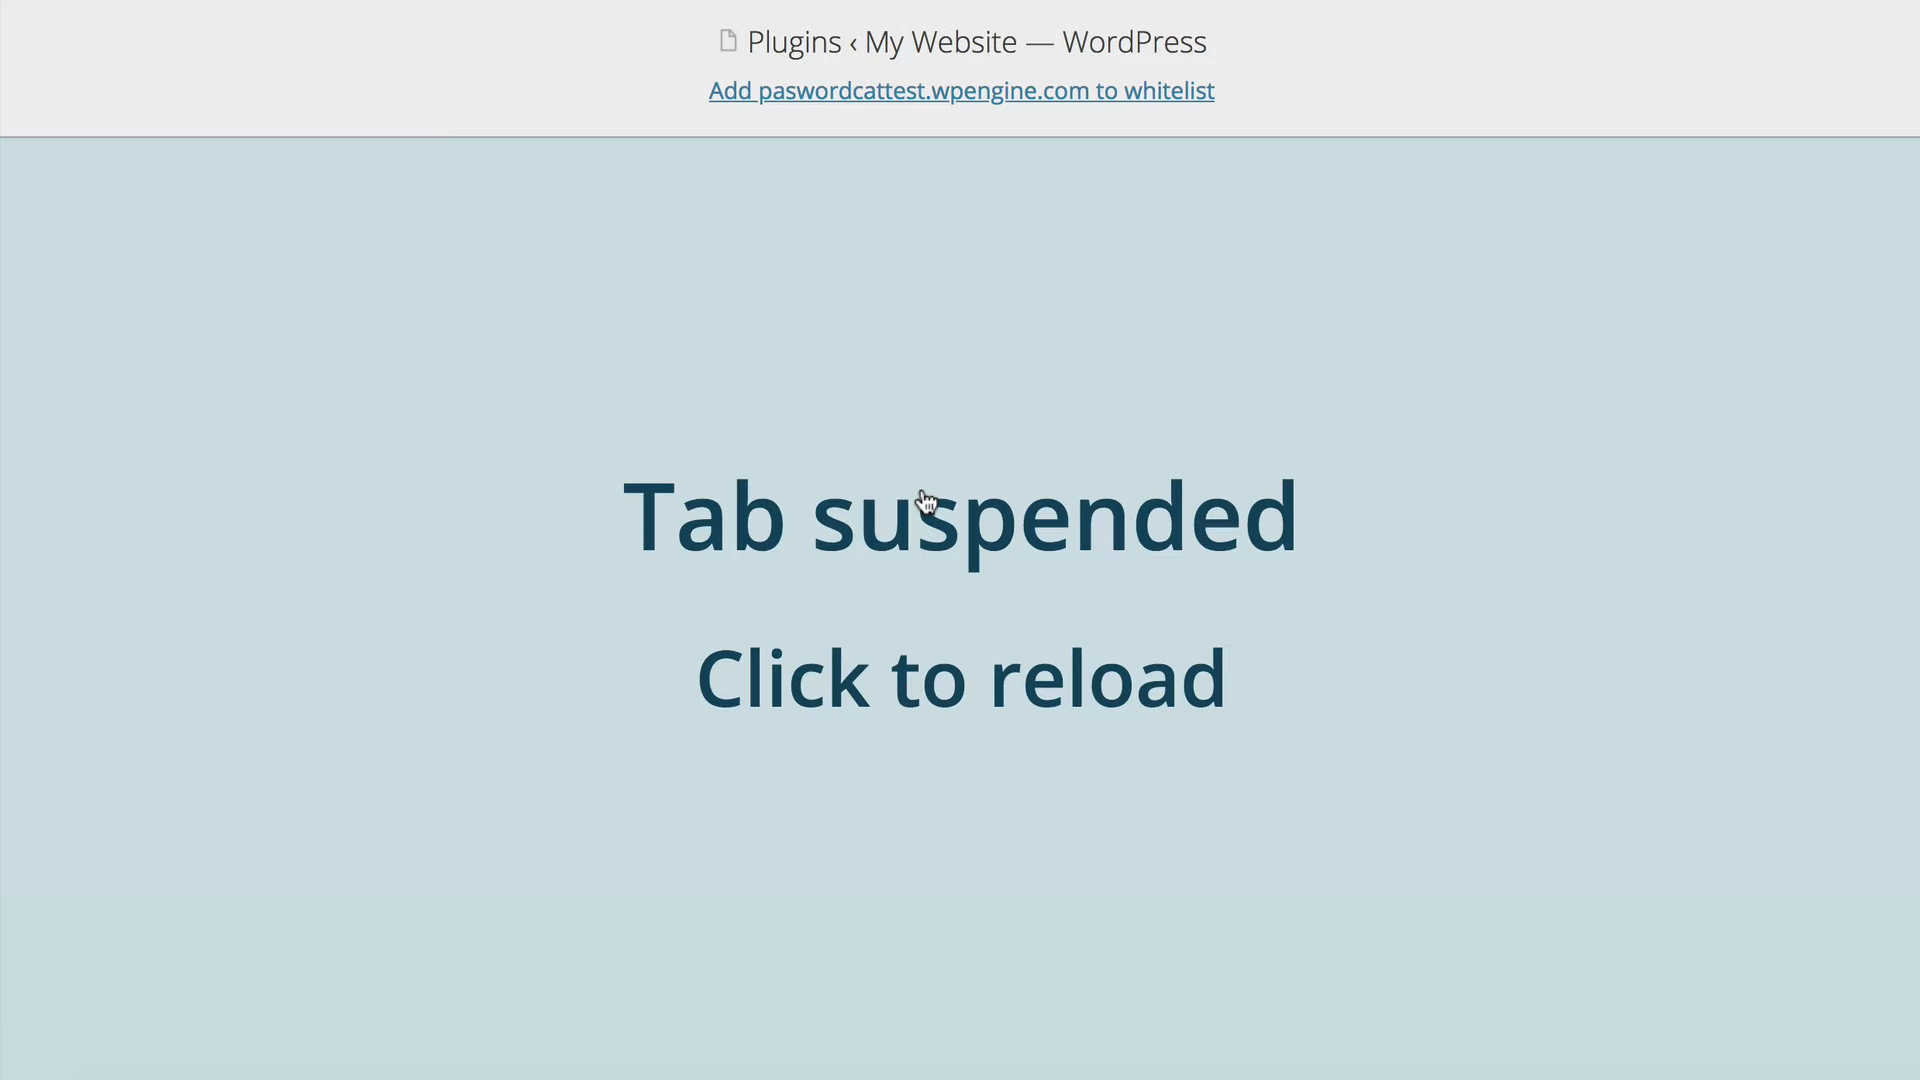 Plugins ‹ My Website — WordPress
Add paswordcattest.wpengine.com to whitelist
Tab suspended
Click to reload